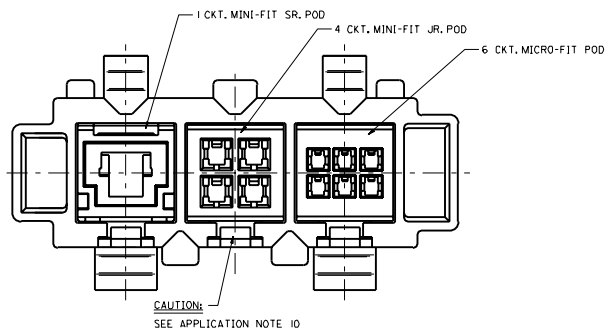 1 CKT. MINI-FIT SR. POD
4 CKT. MINI-FIT JR. POD
6 CKT. MICRO-FIT POD
CAUTION:
SEE APPLICATION NOTE 10